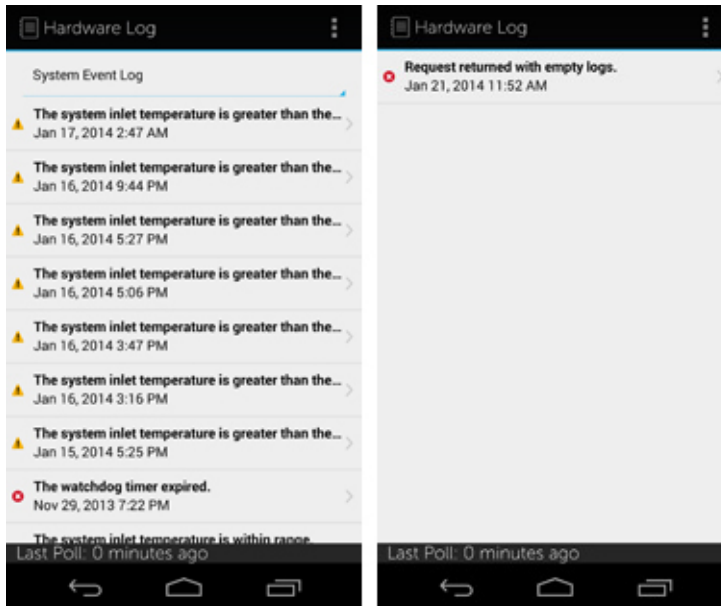 Hardware Log
System Event Log
The system inlet temperature is greater than the...
Jan 17, 2014 2:47 AM
The system inlet temperature is greater than the...
Jan 16, 2014 9:44 PM
The system inlet temperature is greater than the...
Jan 16, 2014 5:27 PM
The system inlet temperature is greater than the...
Jan 16, 2014 5:06 PM
The system inlet temperature is greater than the...
Jan 16, 2014 3:47 PM
The system inlet temperature is greater than the...
Jan 16, 2014 3:16 PM
The system inlet temperature is greater than the...
Jan 15, 2014 5:25 PM
The watchdog timer expired.
Nov 29, 2013 7:22 PM
The system inlet temperature is within range.
Last Poll: 0 minutes ago
Hardware Log
Request returned with empty logs.
Jan 21, 2014 11:52 AM
Last Poll: 0 minutes ago